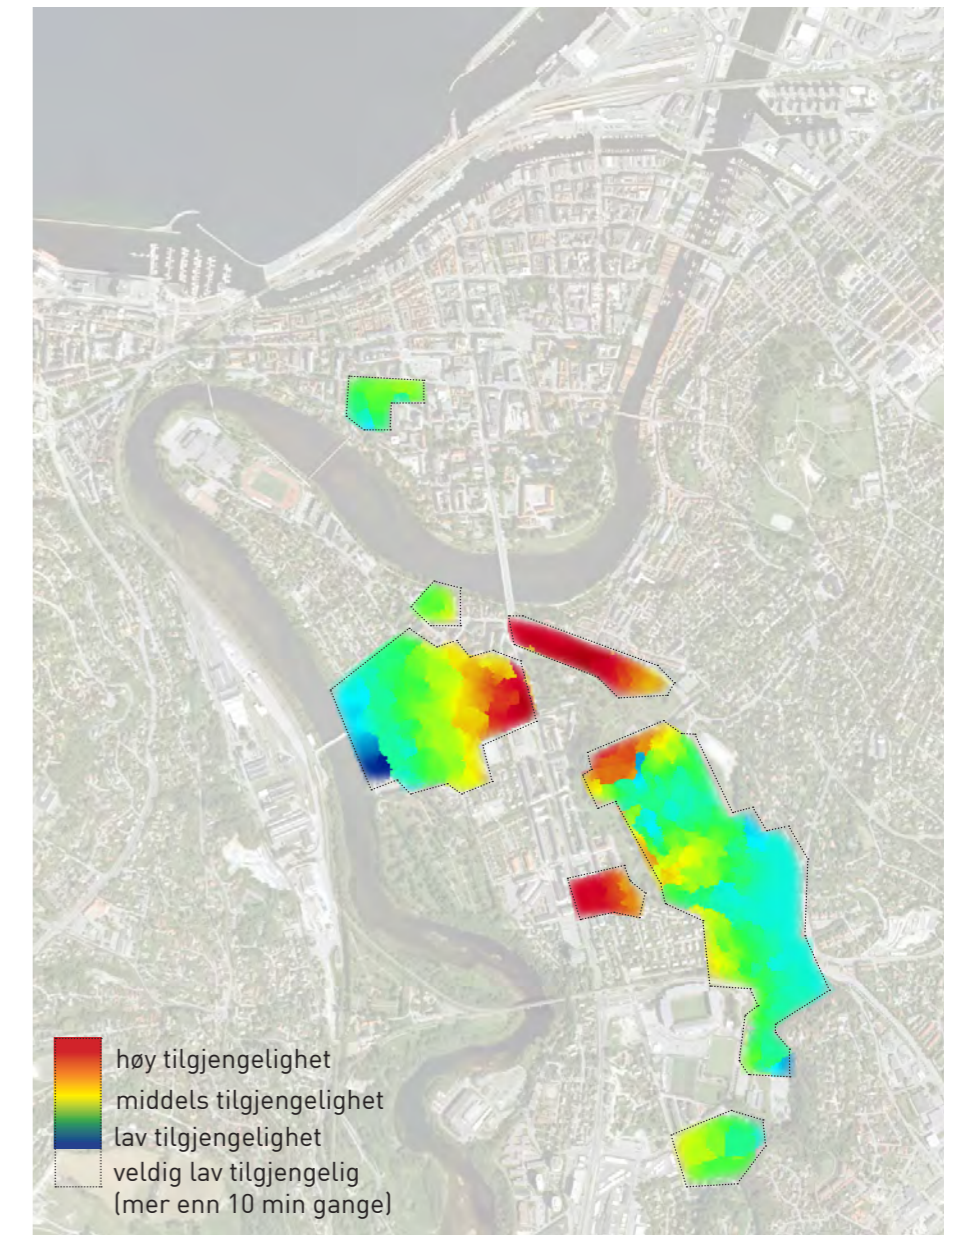 høy tilgjengelighet
middels tilgjengelighet
lav tilgjengelighet
veldig lav tilgjengelig
(mer enn 10 min gange)